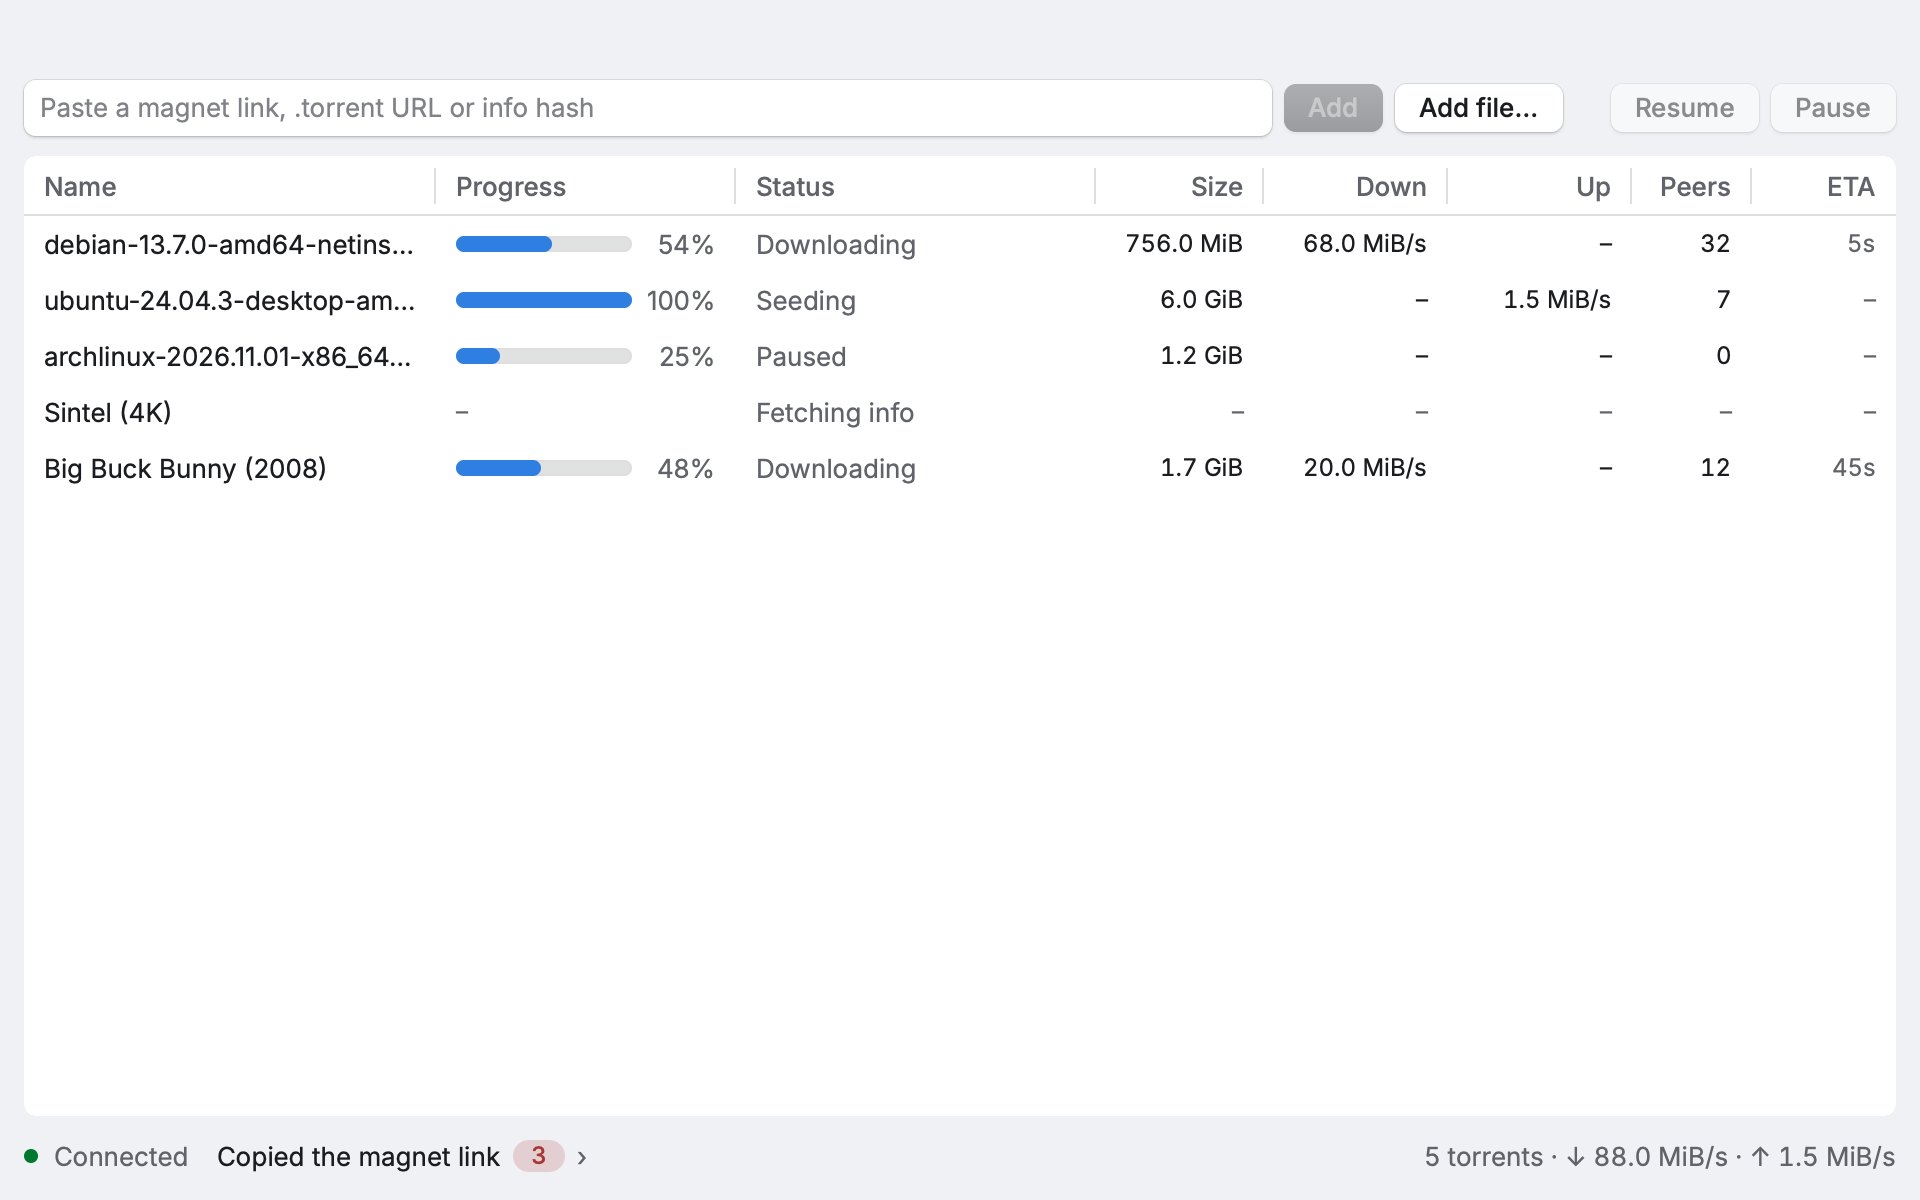 Paste a magnet link, .torrent URL or info hash Add Add file... Resume Pause
Name Progress Status Size Down Up Peers ETA
debian-13.7.0-amd64-netins... 54% Downloading 756.0 MiB 68.0 MiB/s – 32 5s
ubuntu-24.04.3-desktop-am... 100% Seeding 6.0 GiB – 1.5 MiB/s 7 –
archlinux-2026.11.01-x86_64... 25% Paused 1.2 GiB – – 0 –
Sintel (4K) – Fetching info – – – – –
Big Buck Bunny (2008) 48% Downloading 1.7 GiB 20.0 MiB/s – 12 45s
Connected Copied the magnet link 3 › 5 torrents · ↓ 88.0 MiB/s · ↑ 1.5 MiB/s